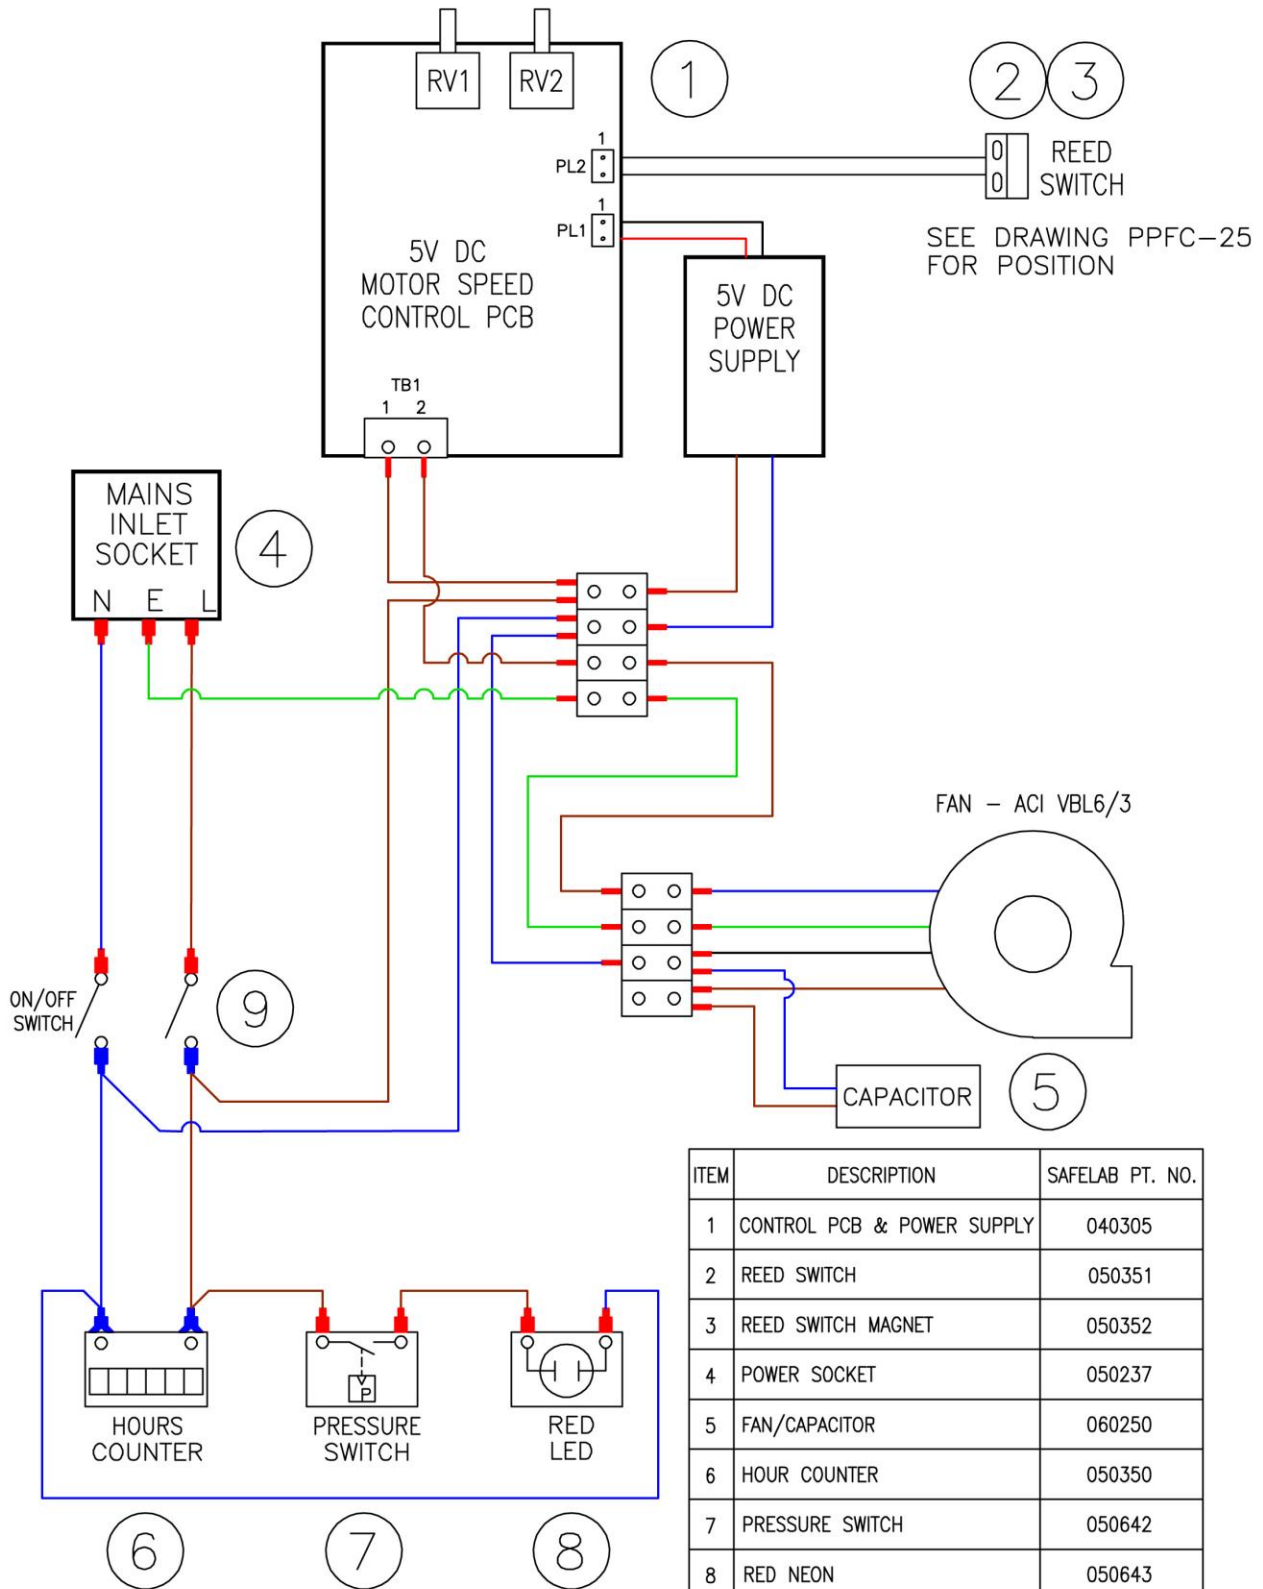 RV1
RV2
1
2
3
1
PL2
REED
SWITCH
1
PL1
SEE DRAWING PPFC-25
FOR POSITION
5V DC
MOTOR SPEED
CONTROL PCB
5V DC
POWER
SUPPLY
TB1
1 2
MAINS
INLET
SOCKET
N E L
4
FAN - ACI VBL6/3
ON/OFF
SWITCH
9
CAPACITOR
5
P
HOURS
COUNTER
PRESSURE
SWITCH
RED
LED
6
7
8
ITEM DESCRIPTION SAFELAB PT. NO.
1 CONTROL PCB & POWER SUPPLY 040305
2 REED SWITCH 050351
3 REED SWITCH MAGNET 050352
4 POWER SOCKET 050237
5 FAN/CAPACITOR 060250
6 HOUR COUNTER 050350
7 PRESSURE SWITCH 050642
8 RED NEON 050643